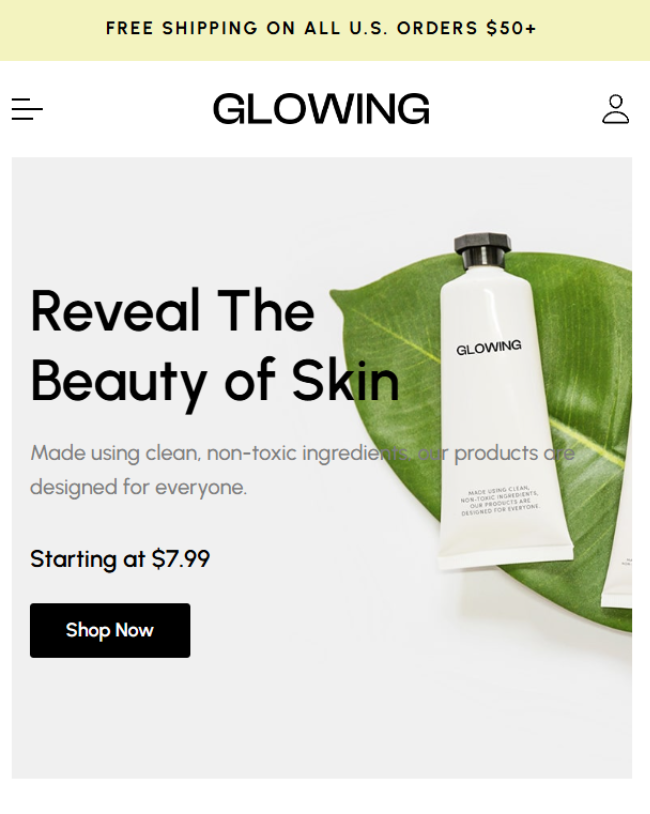 FREE SHIPPING ON ALL U.S. ORDERS $50+
GLOWING
Reveal The
Beauty of Skin
Made using clean, non-toxic ingredients, our products are
designed for everyone.
Starting at $7.99
Shop Now
GLOWING
MADE USING CLEAN,
NON-TOXIC INGREDIENTS,
OUR PRODUCTS ARE
DESIGNED FOR EVERYONE.